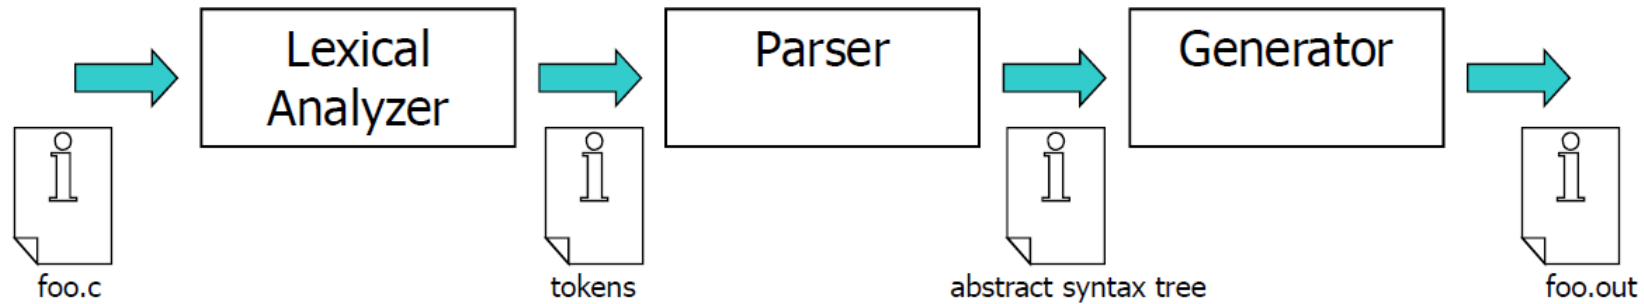 Lexical
Analyzer
Parser
Generator
i
i
i
i
foo.c
tokens
abstract syntax tree
foo.out